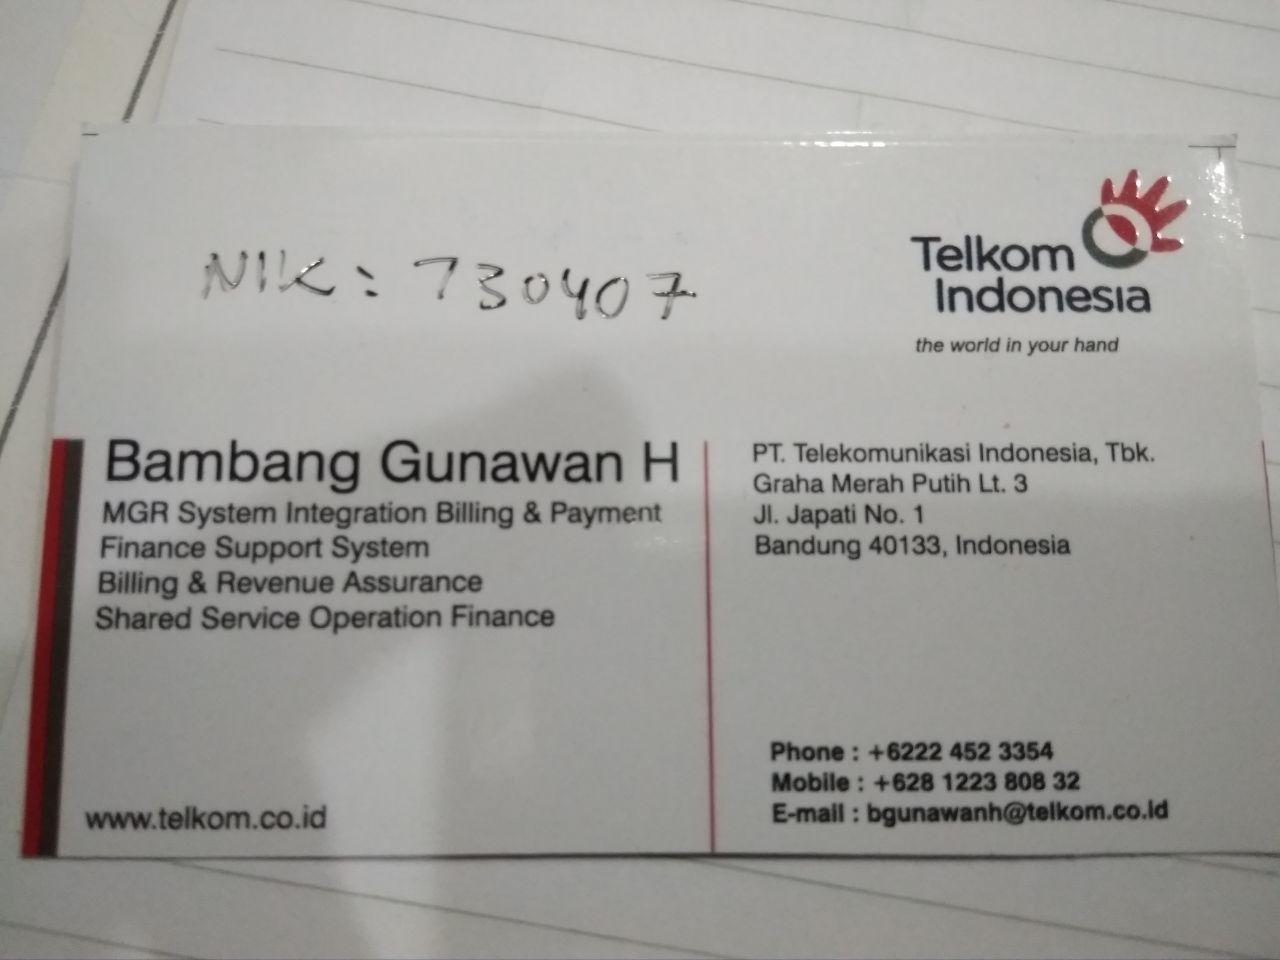 NIK : 730407
Telkom
Indonesia
the world in your hand
Bambang Gunawan H
MGR System Integration Billing & Payment
Finance Support System
Billing & Revenue Assurance
Shared Service Operation Finance
www.telkom.co.id
PT. Telekomunikasi Indonesia, Tbk.
Graha Merah Putih Lt. 3
Jl. Japati No. 1
Bandung 40133, Indonesia
Phone : +6222 452 3354
Mobile : +628 1223 808 32
E-mail : bgunawanh@telkom.co.id